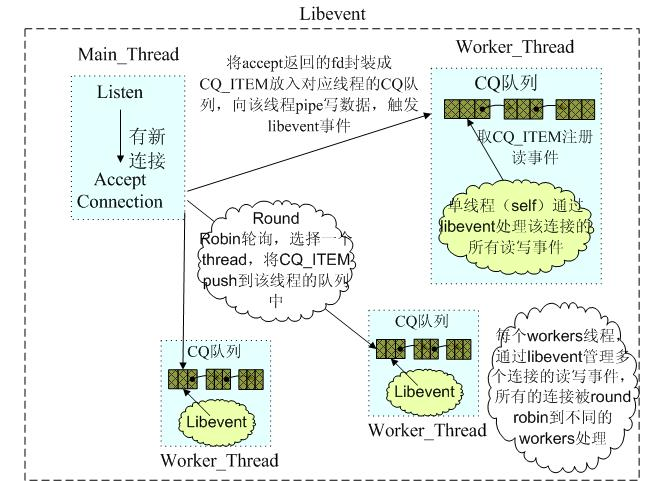 Libevent
Main_Thread
Listen
有新
连接
Accept
Connection
将accept返回的fd封装成
CQ_ITEM放入对应线程的CQ队
列，向该线程pipe写数据，触发
libevent事件
Worker_Thread
CQ队列
取CQ_ITEM注册
读事件
单线程（self）通过
libevent处理该连接的
所有读写事件
Round
Robin轮询，选择一个
thread，将CQ_ITEM
push到该线程的队列
中
CQ队列
Libevent
Worker_Thread
CQ队列
Libevent
Worker_Thread
每个workers线程，
通过libevent管理多
个连接的读写事件，
所有的连接被round
robin到不同的
workers处理